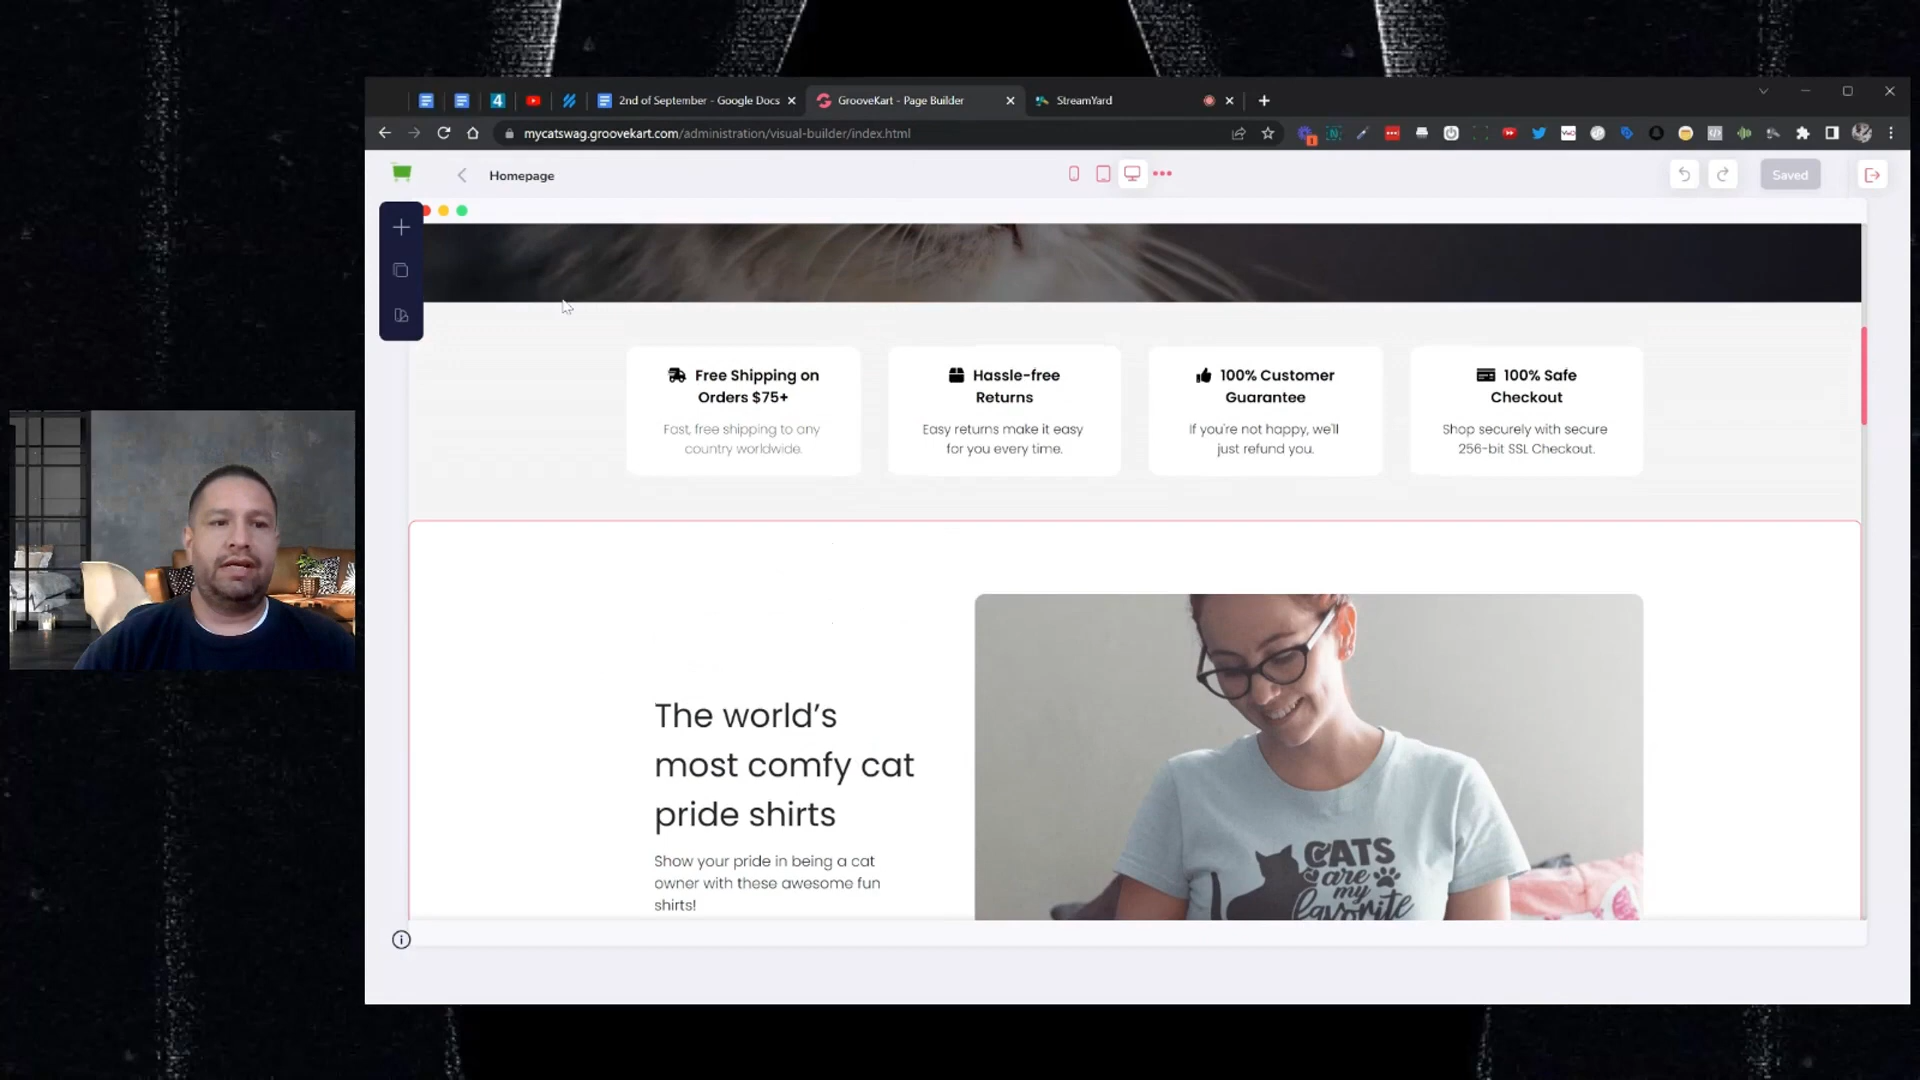 2nd of September - Google Docs
GrooveKart - Page Builder
StreamYard
mycatswag.groovekart.com/administration/visual-builder/index.html
Homepage
Saved
Free Shipping on
Orders $75+
Fast, free shipping to any
country worldwide.
Hassle-free
Returns
Easy returns make it easy
for you every time.
100% Customer
Guarantee
If you're not happy, we'll
just refund you.
100% Safe
Checkout
Shop securely with secure
256-bit SSL Checkout.
The world's
most comfy cat
pride shirts
Show your pride in being a cat
owner with these awesome fun
shirts!
CATS
are
my
favorite